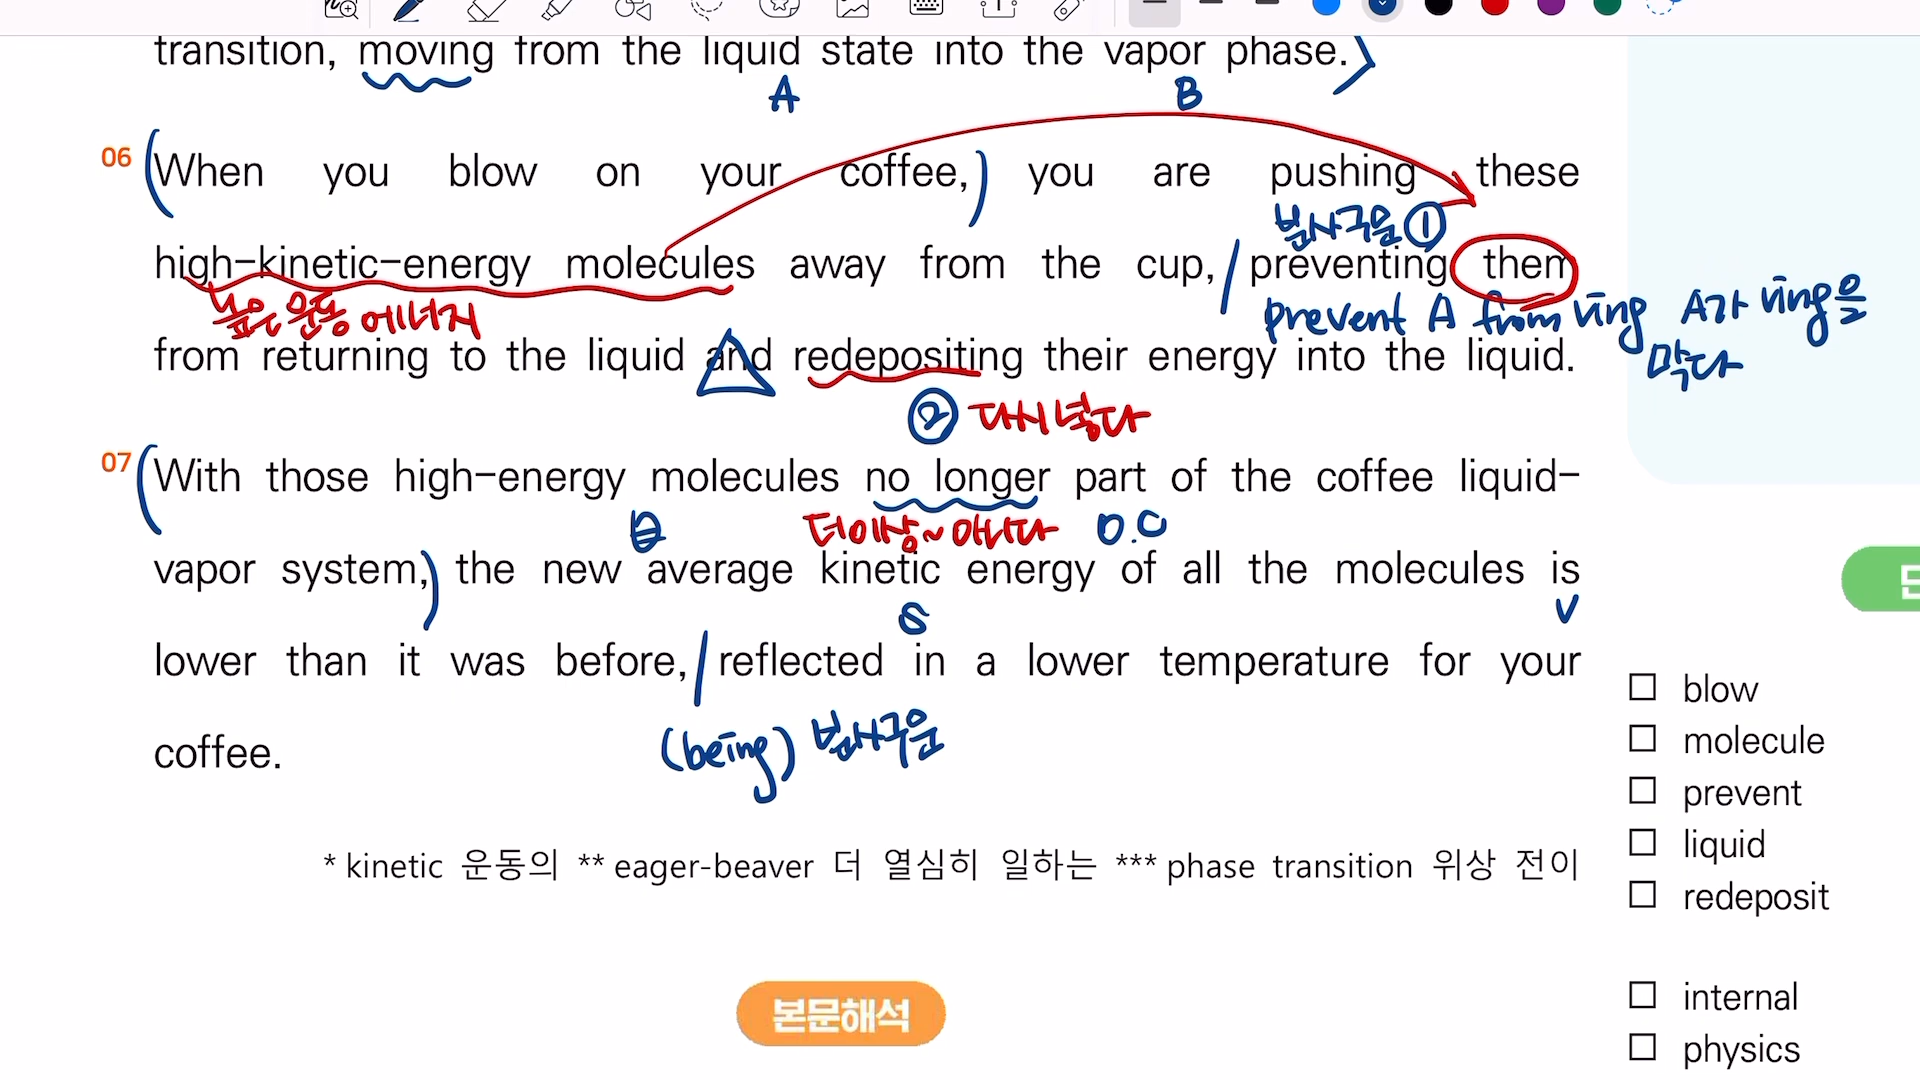 transition, moving from the liquid state into the vapor phase.
A B
06 When you blow on your coffee, you are pushing these
분사구문 ①
high-kinetic-energy molecules away from the cup, preventing them
높은 운동 에너지 prevent A from ving A가 ving을
막다
from returning to the liquid and redepositing their energy into the liquid.
② 다시 넣다
07 With those high-energy molecules no longer part of the coffee liquid-
더이상~아니다 O.C
vapor system, the new average kinetic energy of all the molecules is
S V
lower than it was before, reflected in a lower temperature for your
(being) 분사구문
coffee.
* kinetic 운동의 ** eager-beaver 더 열심히 일하는 *** phase transition 위상 전이
본문해석
blow
molecule
prevent
liquid
redeposit
internal
physics